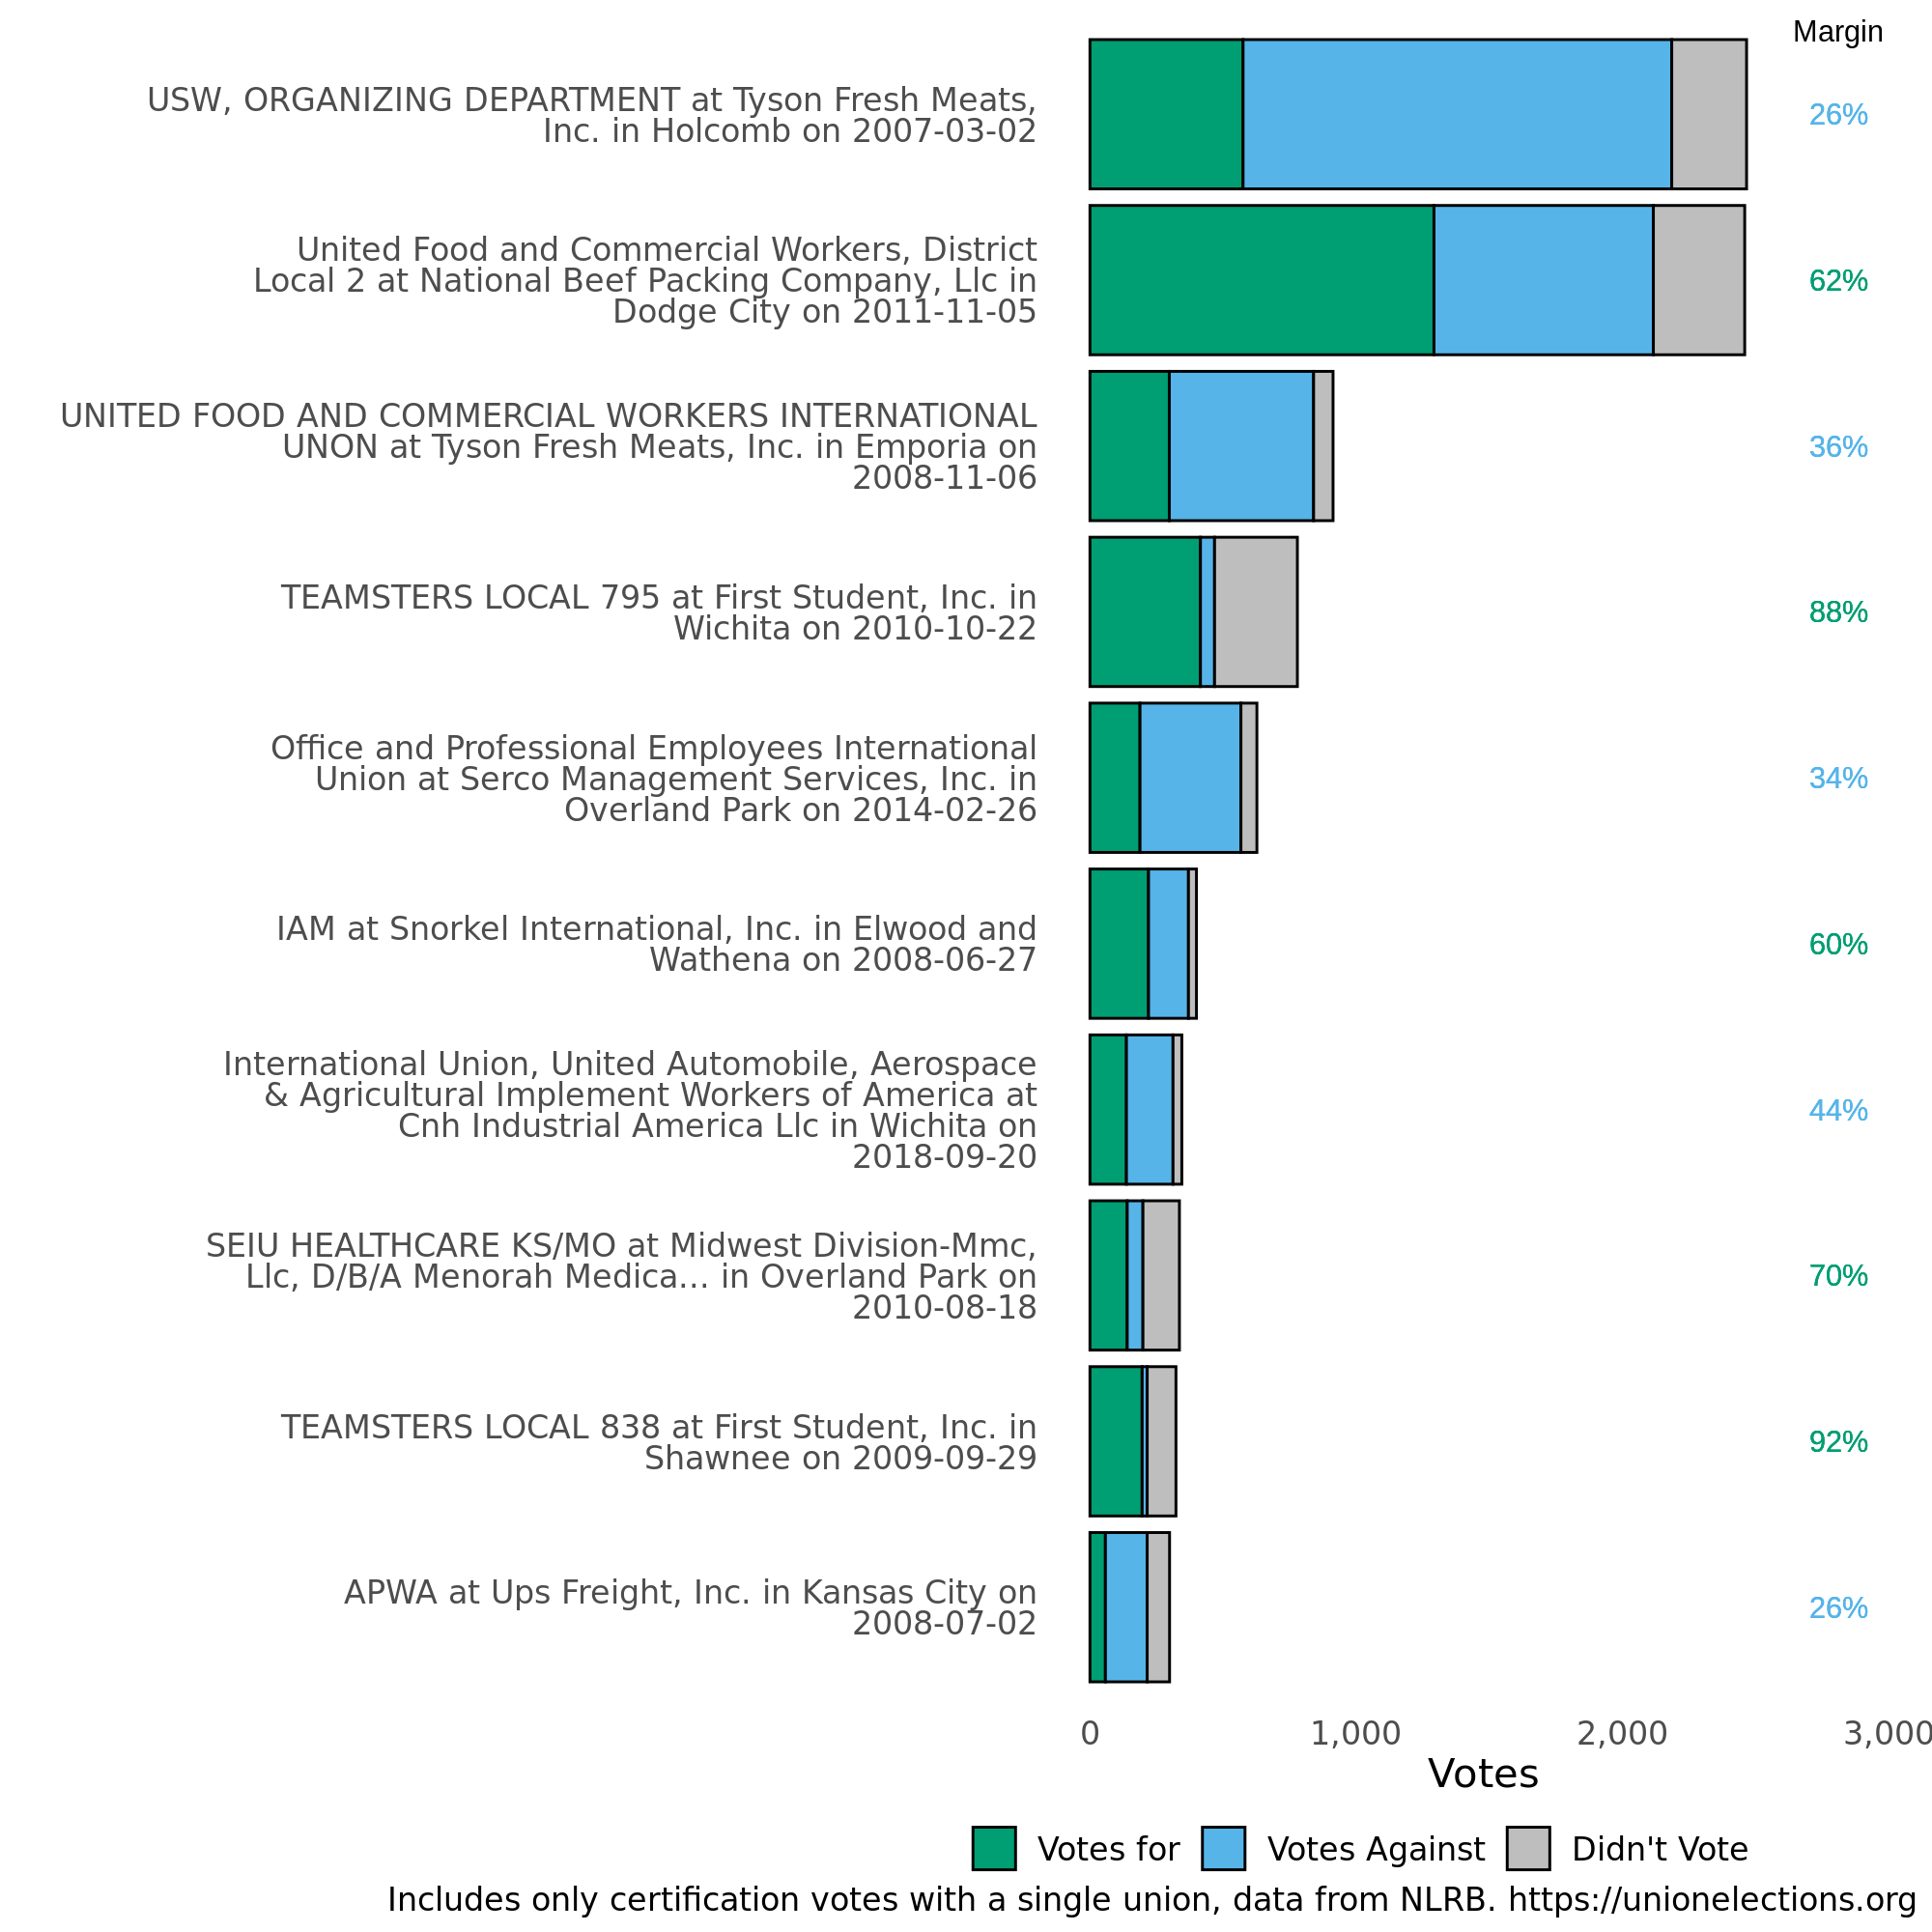 Margin
USW, ORGANIZING DEPARTMENT at Tyson Fresh Meats,
Inc. in Holcomb on 2007-03-02
26%
United Food and Commercial Workers, District
Local 2 at National Beef Packing Company, Llc in
Dodge City on 2011-11-05
62%
UNITED FOOD AND COMMERCIAL WORKERS INTERNATIONAL
UNON at Tyson Fresh Meats, Inc. in Emporia on
2008-11-06
36%
TEAMSTERS LOCAL 795 at First Student, Inc. in
Wichita on 2010-10-22
88%
Office and Professional Employees International
Union at Serco Management Services, Inc. in
Overland Park on 2014-02-26
34%
IAM at Snorkel International, Inc. in Elwood and
Wathena on 2008-06-27
60%
International Union, United Automobile, Aerospace
& Agricultural Implement Workers of America at
Cnh Industrial America Llc in Wichita on
2018-09-20
44%
SEIU HEALTHCARE KS/MO at Midwest Division-Mmc,
Llc, D/B/A Menorah Medica... in Overland Park on
2010-08-18
70%
TEAMSTERS LOCAL 838 at First Student, Inc. in
Shawnee on 2009-09-29
92%
APWA at Ups Freight, Inc. in Kansas City on
2008-07-02
26%
0 1,000 2,000 3,000
Votes
Votes for Votes Against Didn't Vote
Includes only certification votes with a single union, data from NLRB. https://unionelections.org